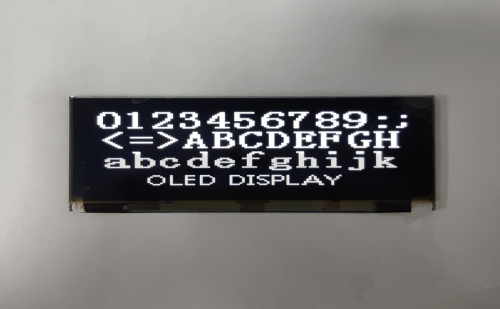 0123456789:;
<=>ABCDEFGH
abcdefghijk
OLED DISPLAY